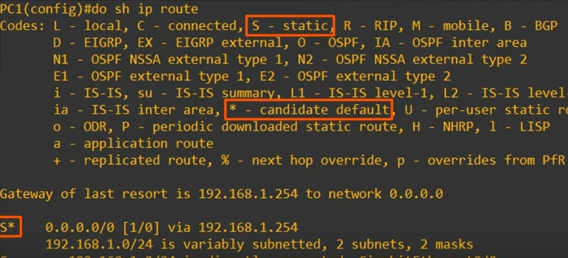 PC1(config)#do sh ip route
Codes: L - local, C - connected, S - static, R - RIP, M - mobile, B - BGP
D - EIGRP, EX - EIGRP external, O - OSPF, IA - OSPF inter area
N1 - OSPF NSSA external type 1, N2 - OSPF NSSA external type 2
E1 - OSPF external type 1, E2 - OSPF external type 2
i - IS-IS, su - IS-IS summary, L1 - IS-IS level-1, L2 - IS-IS level-
ia - IS-IS inter area, * - candidate default, U - per-user static ro
o - ODR, P - periodic downloaded static route, H - NHRP, l - LISP
a - application route
+ - replicated route, % - next hop override, p - overrides from PfR
Gateway of last resort is 192.168.1.254 to network 0.0.0.0
S* 0.0.0.0/0 [1/0] via 192.168.1.254
192.168.1.0/24 is variably subnetted, 2 subnets, 2 masks